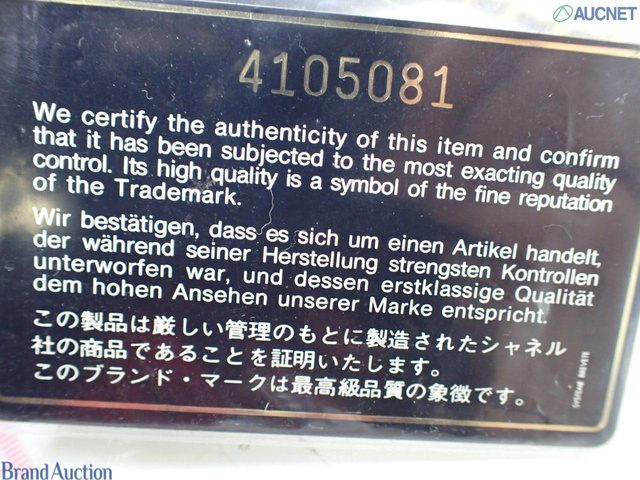 AUCNET
4105081
We certify the authenticity of this item and confirm
that it has been subjected to the most exacting quality
control. Its high quality is a symbol of the fine reputation
of the Trademark.
Wir bestätigen, dass es sich um einen Artikel handelt,
der während seiner Herstellung strengsten Kontrollen
unterworfen war, und dessen erstklassige Qualität
dem hohen Ansehen unserer Marke entspricht.
この製品は厳しい管理のもとに製造されたシャネル
社の商品であることを証明いたします。
このブランド・マークは最高級品質の象徴です。
Brand Auction